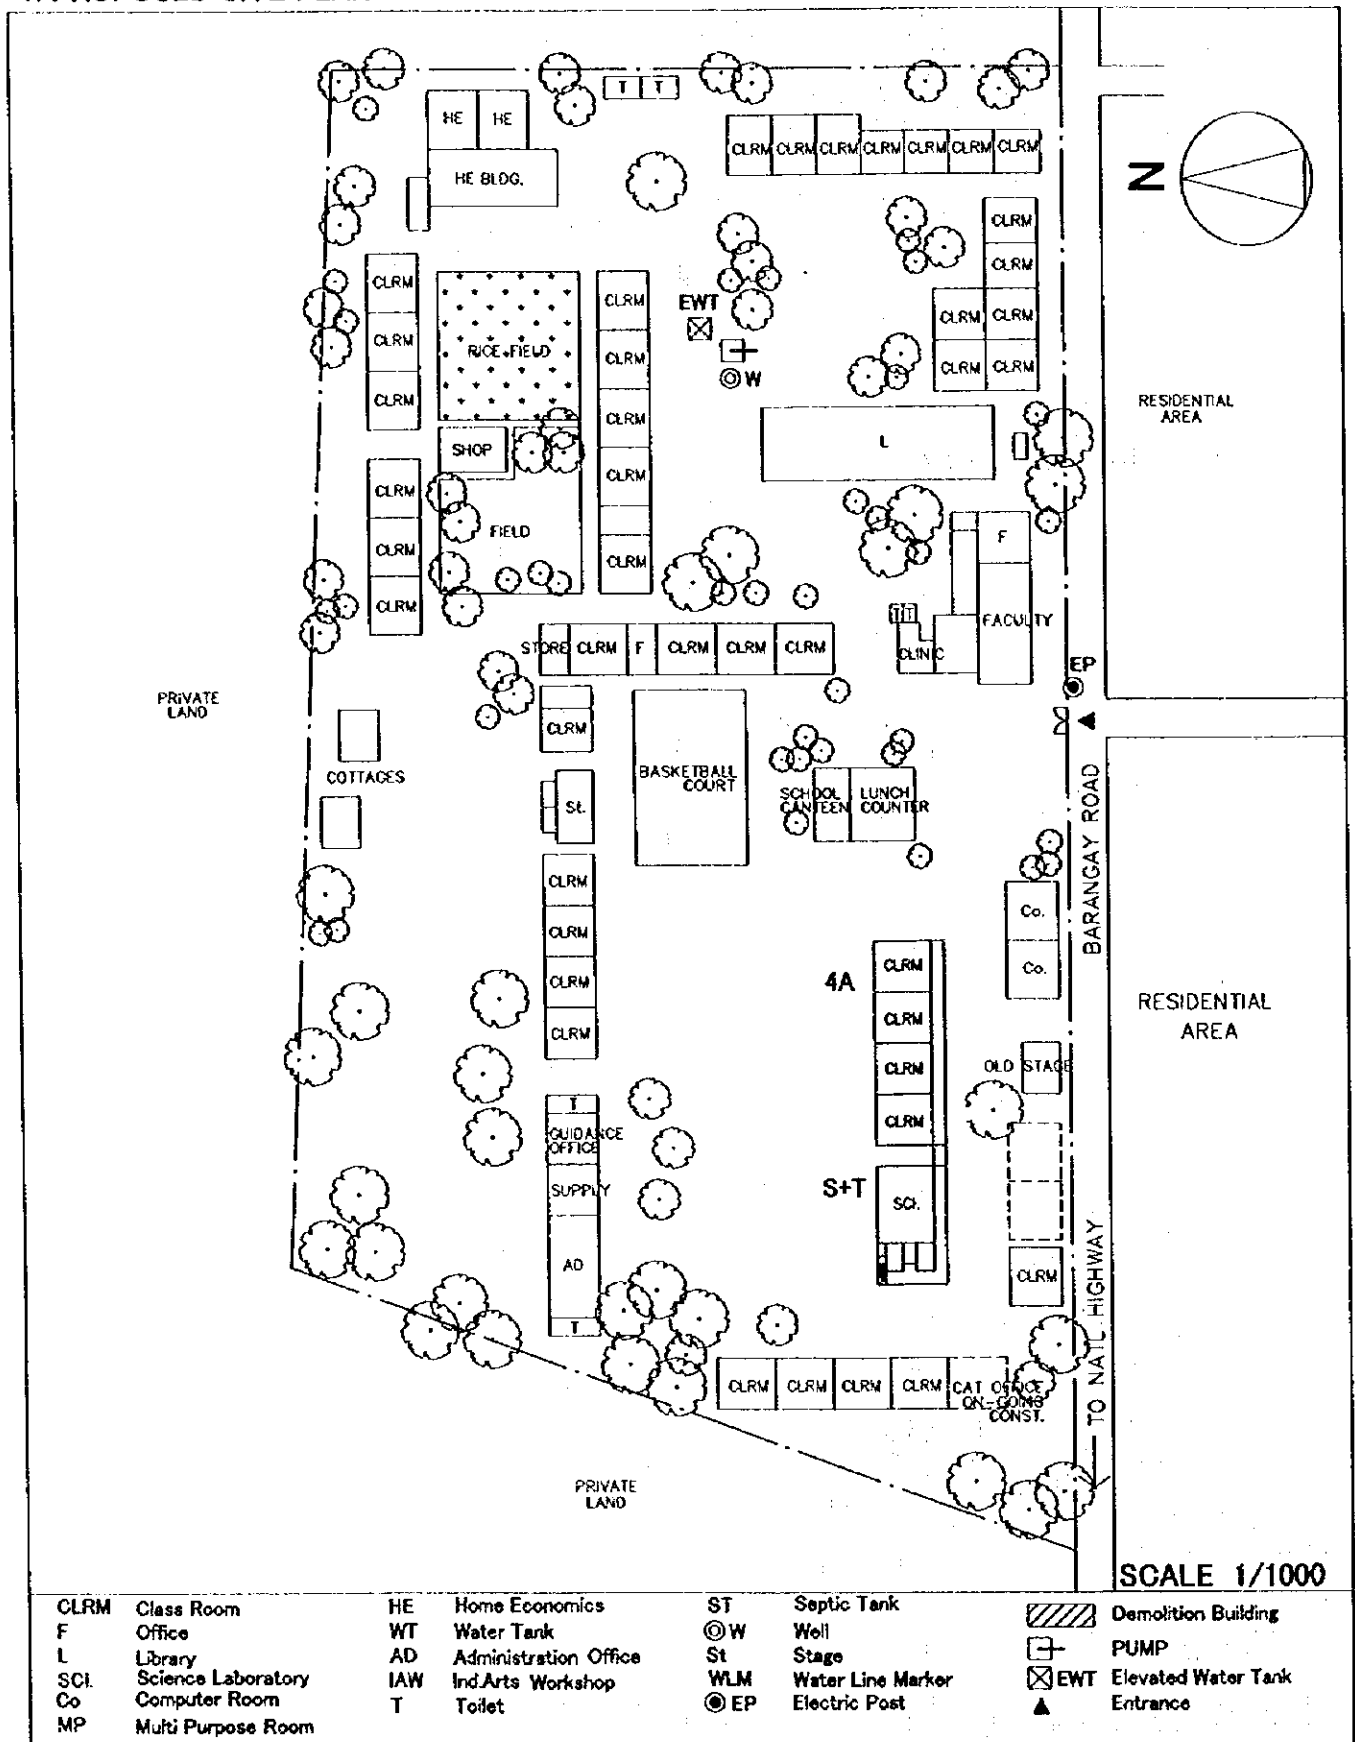 T T
HE HE
CLRM CLRM CLRM CLRM CLRM CLRM CLRM
HE BLDG.
N
CLRM
CLRM
CLRM CLRM
CLRM CLRM
CLRM
CLRM
CLRM
RICE FIELD
CLRM
CLRM
CLRM
CLRM
CLRM
EWT
W
RESIDENTIAL
AREA
L
SHOP
CLRM
CLRM
CLRM
FIELD
F
FACULTY
T T
CLINIC
EP
STORE CLRM F CLRM CLRM CLRM
PRIVATE
LAND
CLRM
COTTAGES
BASKETBALL
COURT
SCHOOL
CANTEEN
LUNCH
COUNTER
St.
BARANGAY ROAD
CLRM
CLRM
CLRM
CLRM
Co.
Co.
4A
CLRM
CLRM
CLRM
CLRM
RESIDENTIAL
AREA
OLD STAGE
T
GUIDANCE
OFFICE
SUPPLY
AD
T
S+T
SCI.
CLRM
TO NATL HIGHWAY
CLRM CLRM CLRM CLRM CAT OFFICE
ON-GOING
CONST.
PRIVATE
LAND
SCALE 1/1000
CLRM Class Room
F Office
L Library
SCI. Science Laboratory
Co Computer Room
MP Multi Purpose Room
HE Home Economics
WT Water Tank
AD Administration Office
IAW Ind.Arts Workshop
T Toilet
ST Septic Tank
W Well
St Stage
WLM Water Line Marker
EP Electric Post
Demolition Building
PUMP
EWT Elevated Water Tank
Entrance